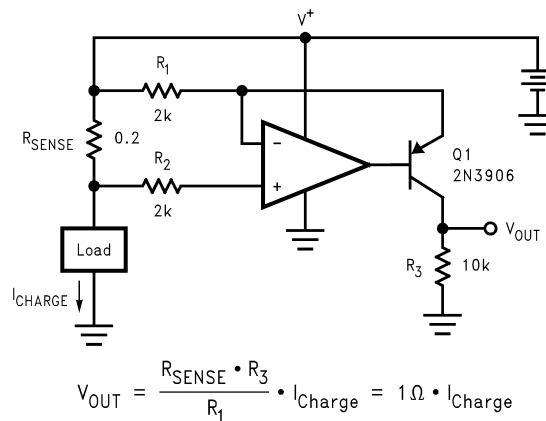 V+
R1
2k
RSENSE
0.2
R2
2k
−
+
Q1
2N3906
Load
ICHARGE
VOUT
R3
10k
VOUT = RSENSE • R3 / R1 • ICharge = 1Ω • ICharge